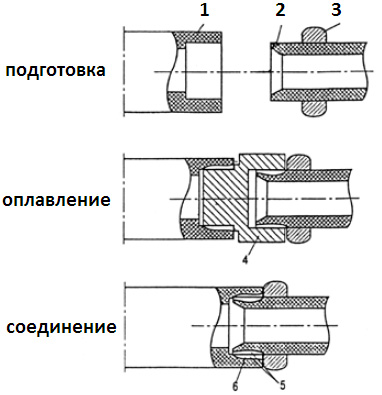 1 2 3
подготовка
оплавление
4
соединение
6 5